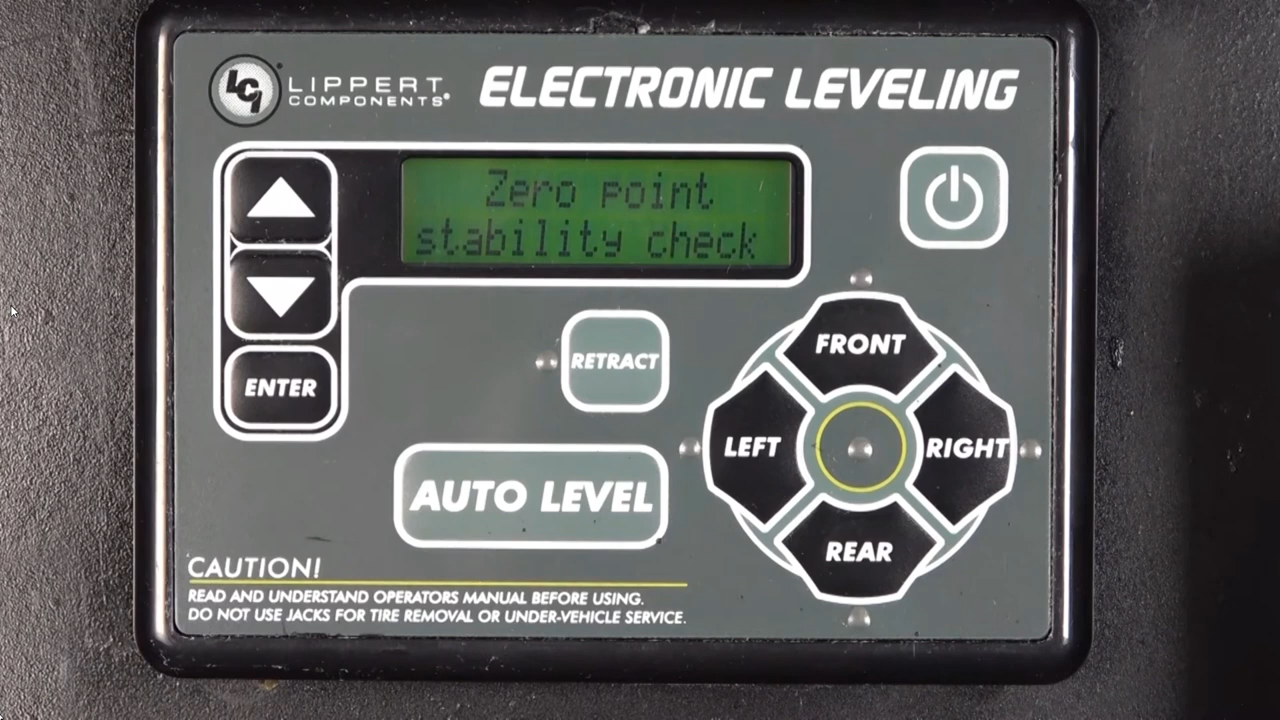 LCI LIPPERT COMPONENTS®
ELECTRONIC LEVELING
Zero point
stability check
ENTER
RETRACT
AUTO LEVEL
FRONT
LEFT
RIGHT
REAR
CAUTION!
READ AND UNDERSTAND OPERATORS MANUAL BEFORE USING.
DO NOT USE JACKS FOR TIRE REMOVAL OR UNDER-VEHICLE SERVICE.